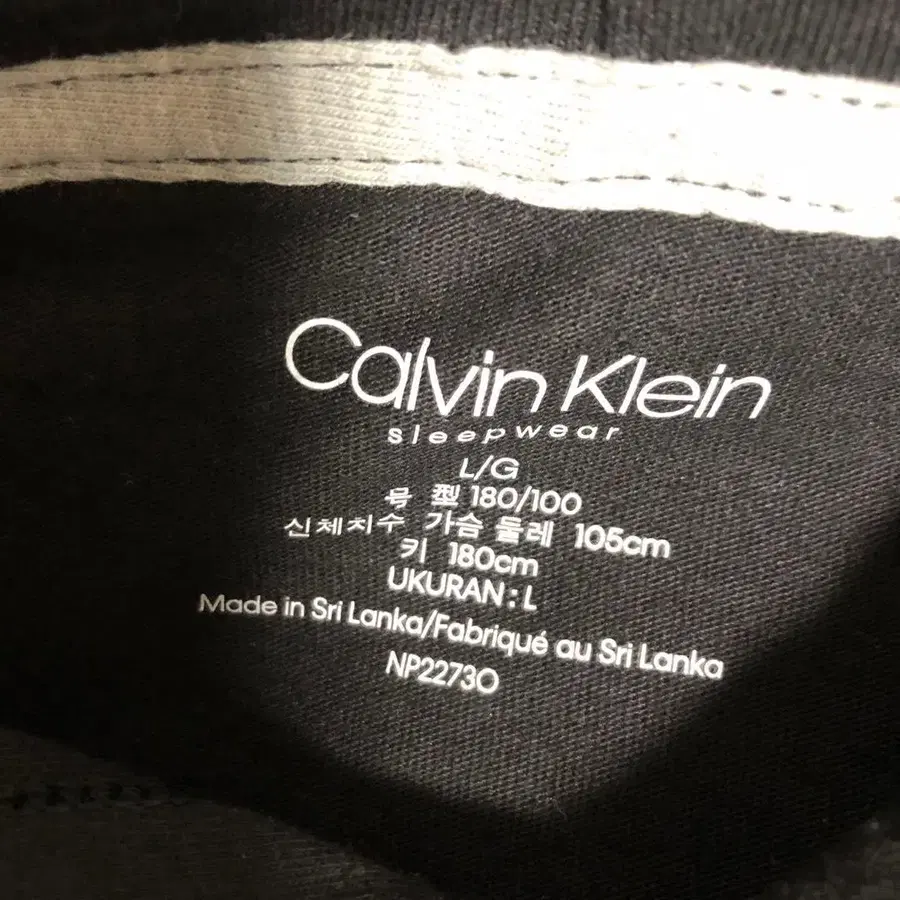 Calvin Klein
sleepwear
L/G
号 型 180/100
신체치수 가슴 둘레 105cm
키 180cm
UKURAN : L
Made in Sri Lanka/Fabriqué au Sri Lanka
NP2273O